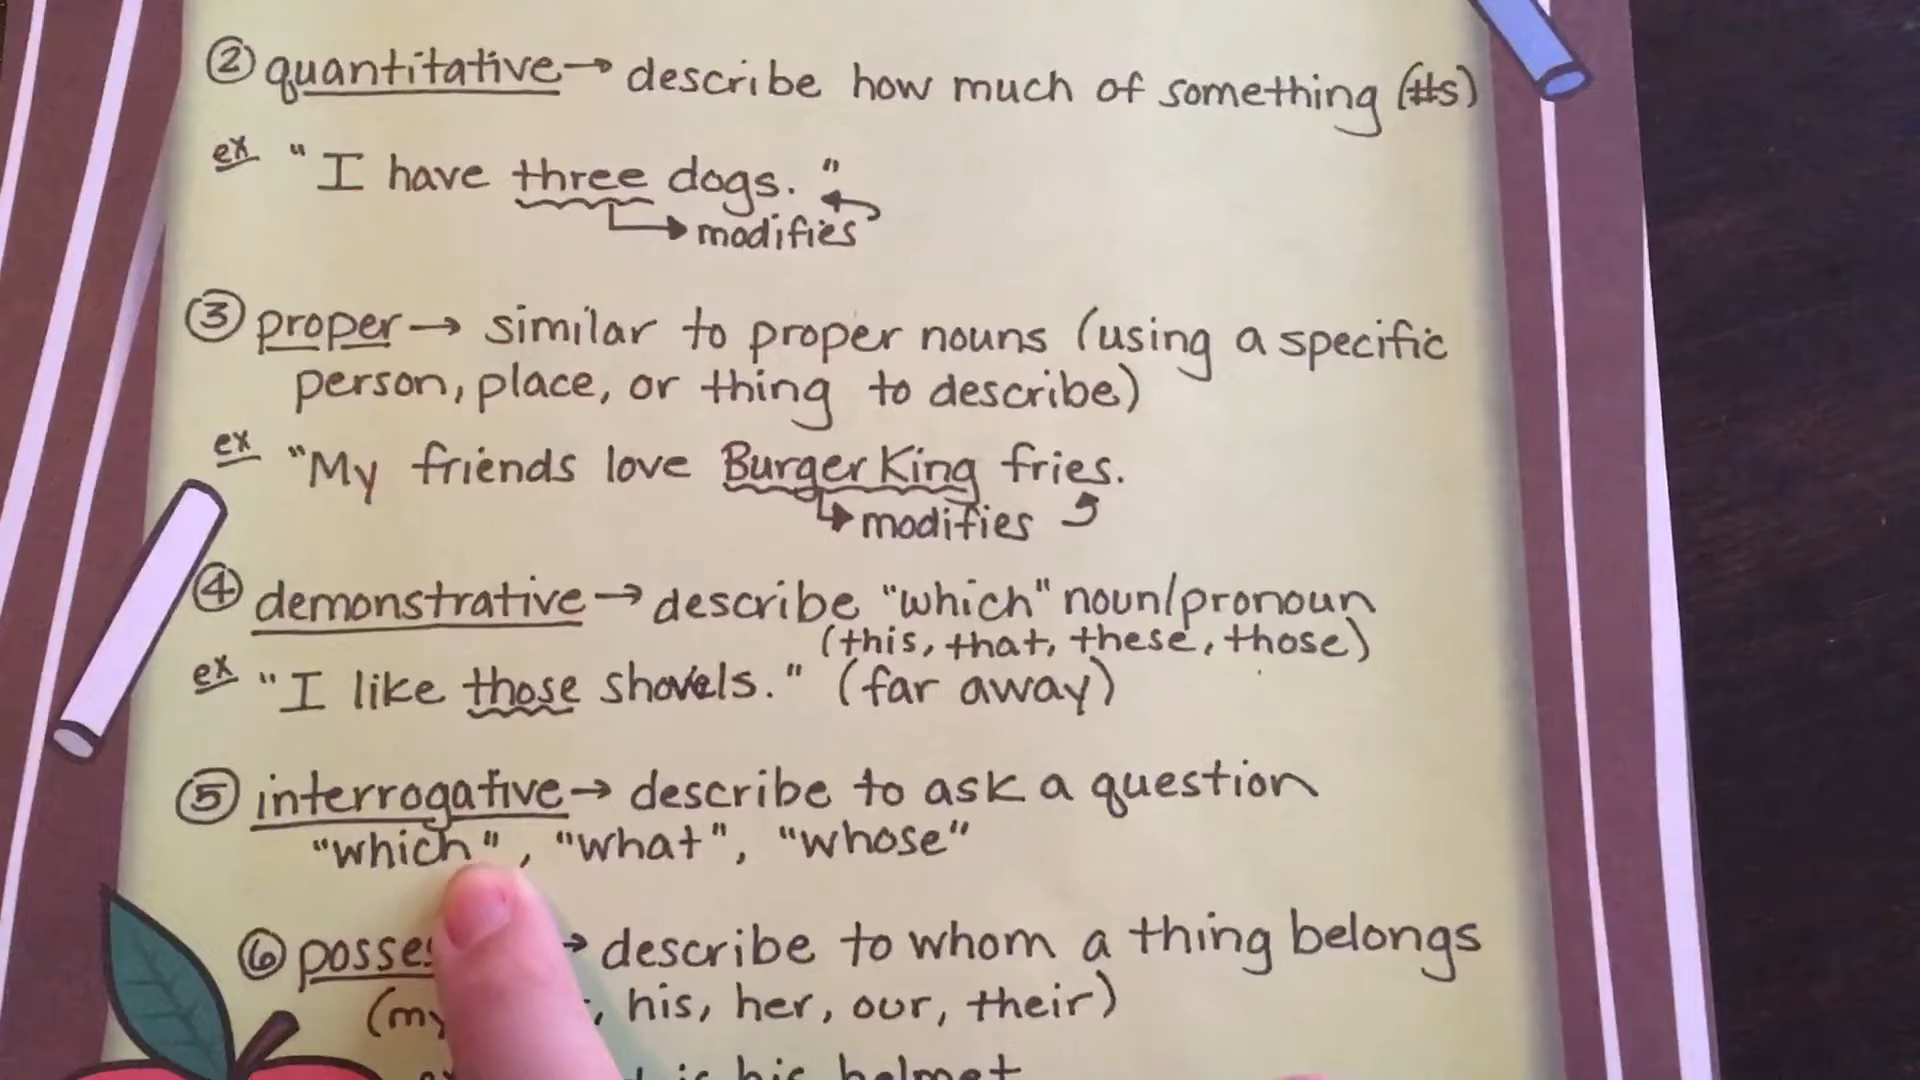 ② quantitative → describe how much of something (#s)
ex "I have three dogs."
modifies
③ proper → similar to proper nouns (using a specific
person, place, or thing to describe)
ex "My friends love Burger King fries.
modifies
④ demonstrative → describe "which" noun/pronoun
(this, that, these, those)
ex "I like those shovels." (far away)
⑤ interrogative → describe to ask a question
"which", "what", "whose"
⑥ → describe to whom a thing belongs
his, her, our, their)
is his helmet